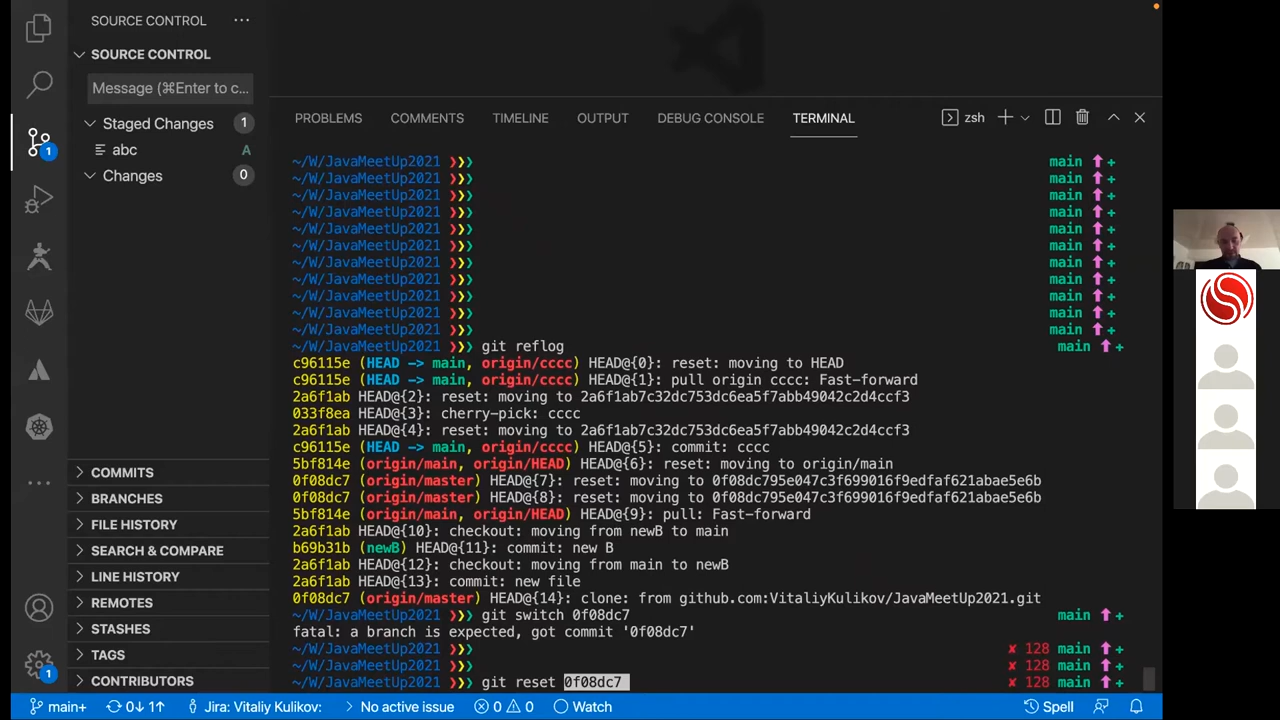 SOURCE CONTROL ...
SOURCE CONTROL
Message (⌘Enter to c...
Staged Changes 1
abc A
Changes 0
1
COMMITS
BRANCHES
FILE HISTORY
SEARCH & COMPARE
LINE HISTORY
REMOTES
STASHES
TAGS
CONTRIBUTORS
1
PROBLEMS COMMENTS TIMELINE OUTPUT DEBUG CONSOLE TERMINAL zsh
~/W/JavaMeetUp2021 ❯❯❯ main ⬆ +
~/W/JavaMeetUp2021 ❯❯❯ main ⬆ +
~/W/JavaMeetUp2021 ❯❯❯ main ⬆ +
~/W/JavaMeetUp2021 ❯❯❯ main ⬆ +
~/W/JavaMeetUp2021 ❯❯❯ main ⬆ +
~/W/JavaMeetUp2021 ❯❯❯ main ⬆ +
~/W/JavaMeetUp2021 ❯❯❯ main ⬆ +
~/W/JavaMeetUp2021 ❯❯❯ main ⬆ +
~/W/JavaMeetUp2021 ❯❯❯ main ⬆ +
~/W/JavaMeetUp2021 ❯❯❯ main ⬆ +
~/W/JavaMeetUp2021 ❯❯❯ main ⬆ +
~/W/JavaMeetUp2021 ❯❯❯ git reflog main ⬆ +
c96115e (HEAD -> main, origin/cccc) HEAD@{0}: reset: moving to HEAD
c96115e (HEAD -> main, origin/cccc) HEAD@{1}: pull origin cccc: Fast-forward
2a6f1ab HEAD@{2}: reset: moving to 2a6f1ab7c32dc753dc6ea5f7abb49042c2d4ccf3
033f8ea HEAD@{3}: cherry-pick: cccc
2a6f1ab HEAD@{4}: reset: moving to 2a6f1ab7c32dc753dc6ea5f7abb49042c2d4ccf3
c96115e (HEAD -> main, origin/cccc) HEAD@{5}: commit: cccc
5bf814e (origin/main, origin/HEAD) HEAD@{6}: reset: moving to origin/main
0f08dc7 (origin/master) HEAD@{7}: reset: moving to 0f08dc795e047c3f699016f9edfaf621abae5e6b
0f08dc7 (origin/master) HEAD@{8}: reset: moving to 0f08dc795e047c3f699016f9edfaf621abae5e6b
5bf814e (origin/main, origin/HEAD) HEAD@{9}: pull: Fast-forward
2a6f1ab HEAD@{10}: checkout: moving from newB to main
b69b31b (newB) HEAD@{11}: commit: new B
2a6f1ab HEAD@{12}: checkout: moving from main to newB
2a6f1ab HEAD@{13}: commit: new file
0f08dc7 (origin/master) HEAD@{14}: clone: from github.com:VitaliyKulikov/JavaMeetUp2021.git
~/W/JavaMeetUp2021 ❯❯❯ git switch 0f08dc7 main ⬆ +
fatal: a branch is expected, got commit '0f08dc7'
~/W/JavaMeetUp2021 ❯❯❯ ✘ 128 main ⬆ +
~/W/JavaMeetUp2021 ❯❯❯ ✘ 128 main ⬆ +
~/W/JavaMeetUp2021 ❯❯❯ git reset 0f08dc7 ✘ 128 main ⬆ +
main+ 0↓ 1↑ Jira: Vitaliy Kulikov: No active issue 0 0 Watch Spell